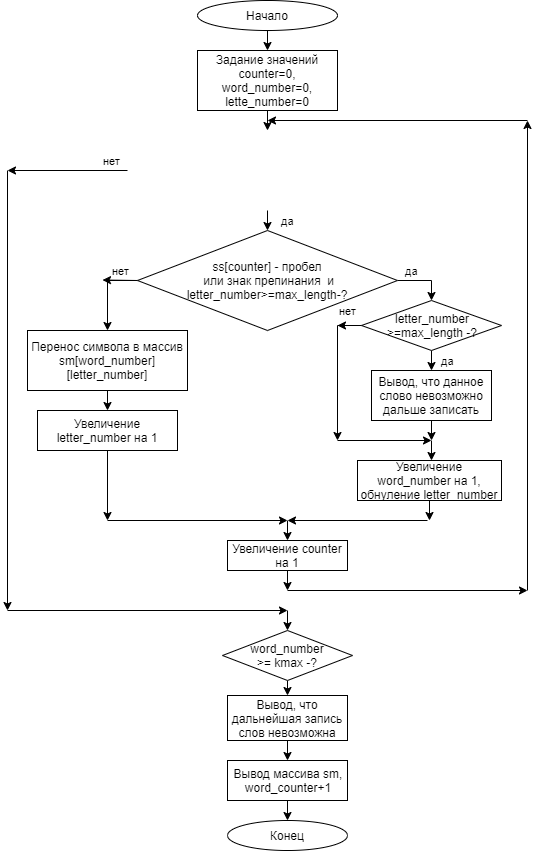 Начало
Задание значений
counter=0,
word_number=0,
lette_number=0
нет
да
ss[counter] - пробел
или знак препинания и
letter_number>=max_length-?
нет
да
letter_number
>=max_length -?
нет
да
Перенос символа в массив
sm[word_number]
[letter_number]
Вывод, что данное
слово невозможно
дальше записать
Увеличение
letter_number на 1
Увеличение
word_number на 1,
обнуление letter_number
Увеличение counter
на 1
word_number
>= kmax -?
Вывод, что
дальнейшая запись
слов невозможна
Вывод массива sm,
word_counter+1
Конец